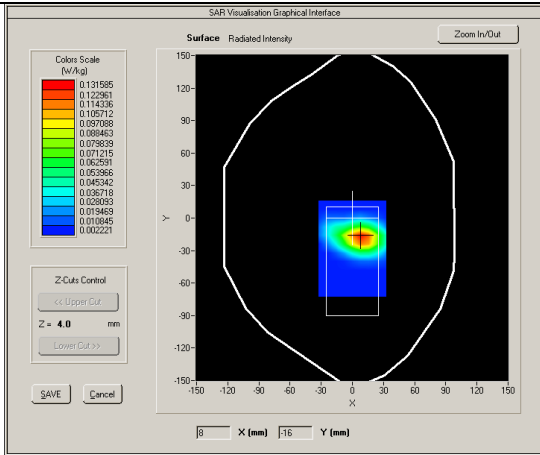 SAR Visualisation Graphical Interface
Surface Radiated Intensity
Zoom In/Out
Colors Scale
(W/kg)
0.131585
0.122961
0.114336
0.105712
0.097088
0.088463
0.079839
0.071215
0.062591
0.053966
0.045342
0.036718
0.028093
0.019469
0.010845
0.002221
Z-Cuts Control
<< Upper Cut
Z = 4.0 mm
Lower Cut >>
SAVE Cancel
150-
120-
90-
60-
30-
0-
-30-
-60-
-90-
-120-
-150-
Y
-150 -120 -90 -60 -30 0 30 60 90 120 150
X
8 X (mm) -16 Y (mm)